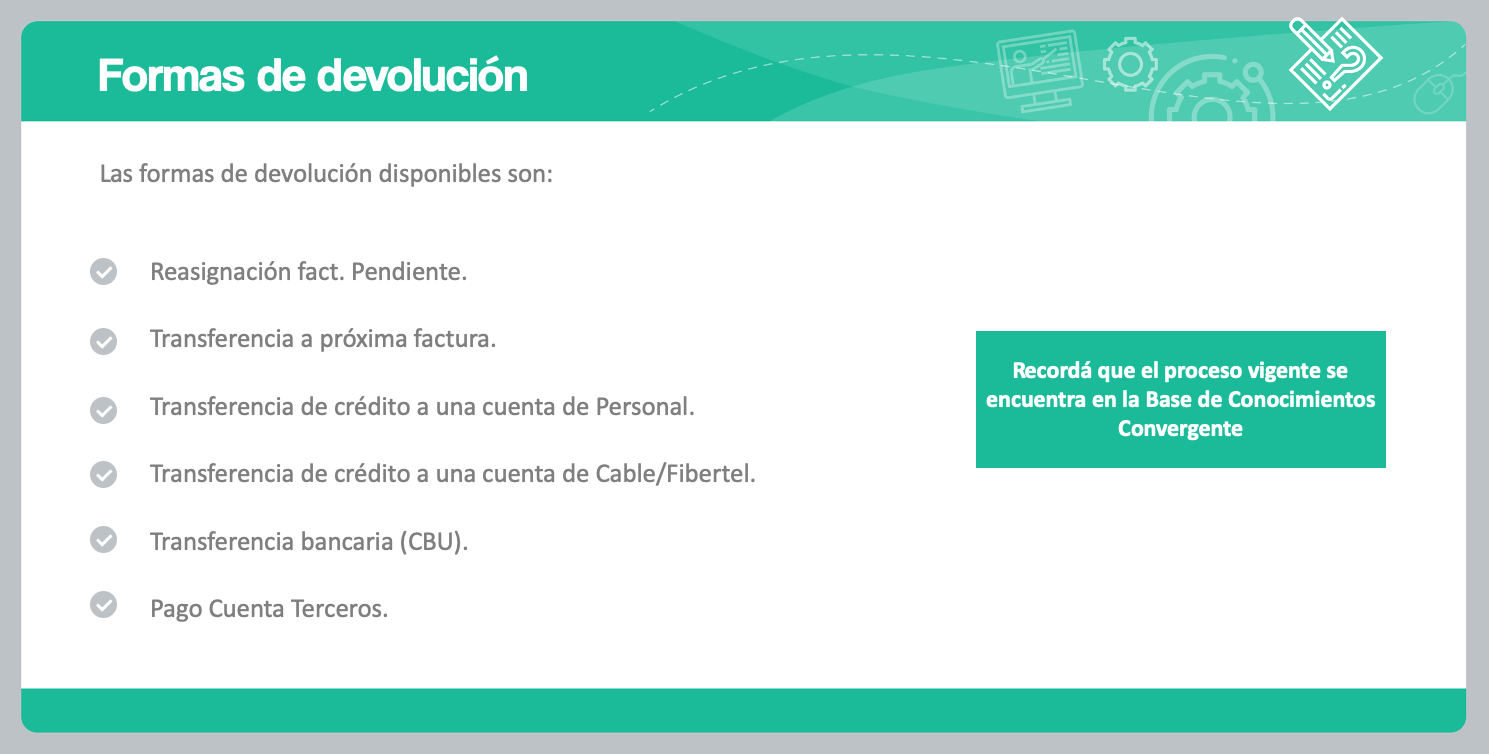 Formas de devolución
Las formas de devolución disponibles son:
Reasignación fact. Pendiente.
Transferencia a próxima factura.
Transferencia de crédito a una cuenta de Personal.
Transferencia de crédito a una cuenta de Cable/Fibertel.
Transferencia bancaria (CBU).
Pago Cuenta Terceros.
Recordá que el proceso vigente se
encuentra en la Base de Conocimientos
Convergente